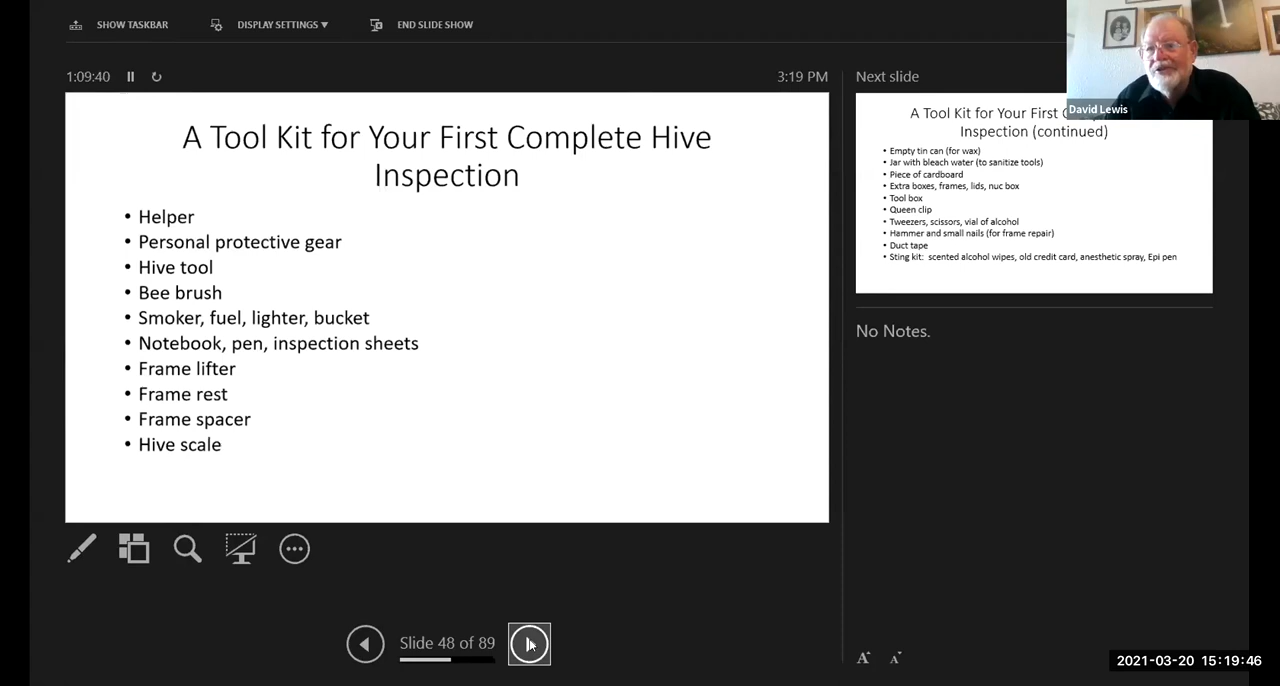 SHOW TASKBAR
DISPLAY SETTINGS ▼
END SLIDE SHOW
1:09:40
3:19 PM
A Tool Kit for Your First Complete Hive
Inspection
• Helper
• Personal protective gear
• Hive tool
• Bee brush
• Smoker, fuel, lighter, bucket
• Notebook, pen, inspection sheets
• Frame lifter
• Frame rest
• Frame spacer
• Hive scale
Next slide
David Lewis
A Tool Kit for Your First
Inspection (continued)
• Empty tin can (for wax)
• Jar with bleach water (to sanitize tools)
• Piece of cardboard
• Extra boxes, frames, lids, nuc box
• Tool box
• Queen clip
• Tweezers, scissors, vial of alcohol
• Hammer and small nails (for frame repair)
• Duct tape
• Sting kit: scented alcohol wipes, old credit card, anesthetic spray, Epi pen
No Notes.
Slide 48 of 89
A A
2021-03-20 15:19:46